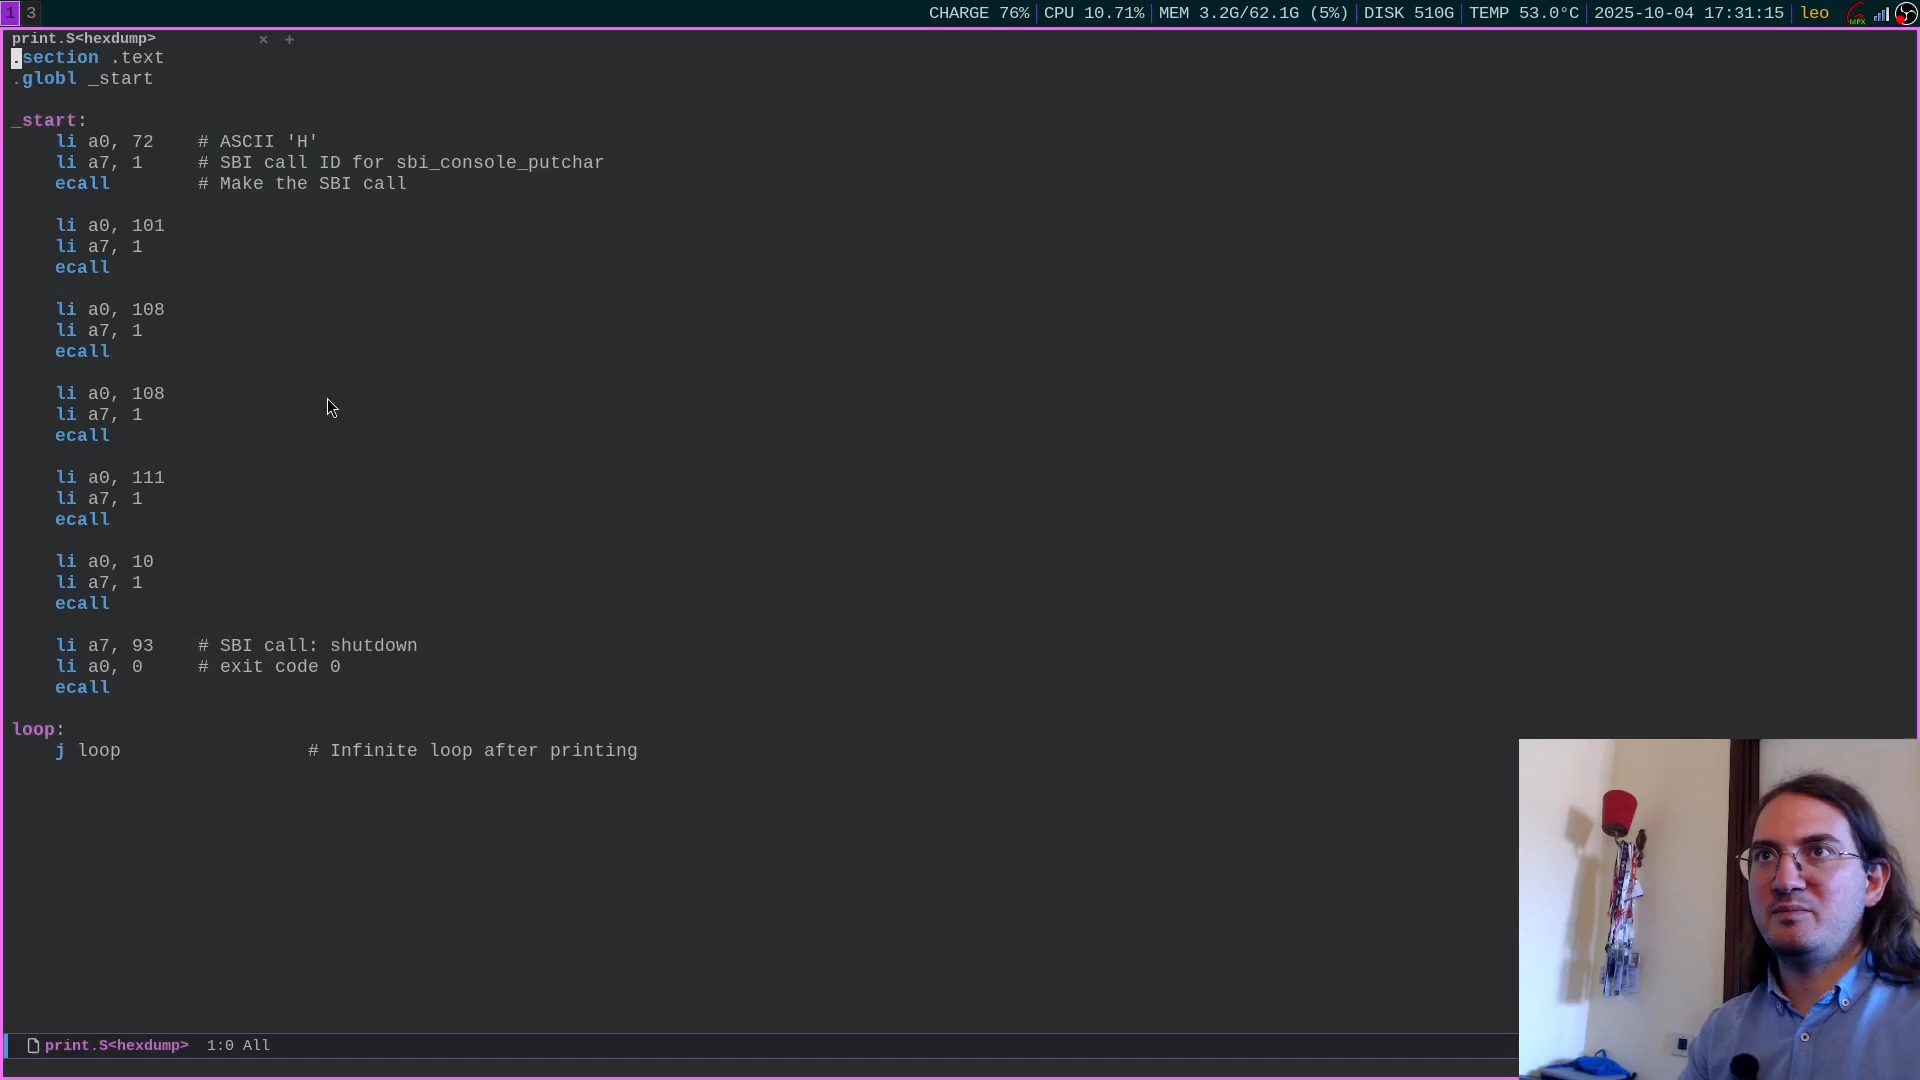 1 3 CHARGE 76% CPU 10.71% MEM 3.2G/62.1G (5%) DISK 510G TEMP 53.0°C 2025-10-04 17:31:15 leo
print.S<hexdump> × +
.section .text
.globl _start
_start:
li a0, 72 # ASCII 'H'
li a7, 1 # SBI call ID for sbi_console_putchar
ecall # Make the SBI call
li a0, 101
li a7, 1
ecall
li a0, 108
li a7, 1
ecall
li a0, 108
li a7, 1
ecall
li a0, 111
li a7, 1
ecall
li a0, 10
li a7, 1
ecall
li a7, 93 # SBI call: shutdown
li a0, 0 # exit code 0
ecall
loop:
j loop # Infinite loop after printing
print.S<hexdump> 1:0 All